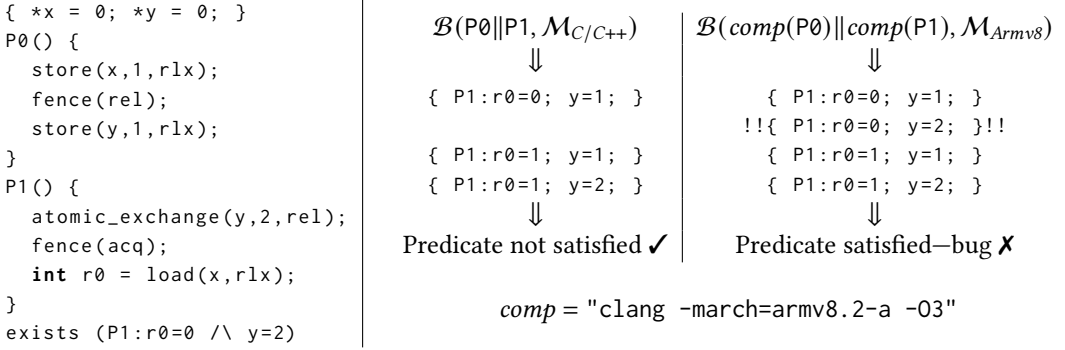 { *x = 0; *y = 0; }
P0() {
  store(x,1,rlx);
  fence(rel);
  store(y,1,rlx);
}
P1() {
  atomic_exchange(y,2,rel);
  fence(acq);
  int r0 = load(x,rlx);
}
exists (P1:r0=0 /\ y=2)
ℬ(P0||P1, ℳ_C/C++)
⇓
{ P1:r0=0; y=1; }
{ P1:r0=1; y=1; }
{ P1:r0=1; y=2; }
⇓
Predicate not satisfied ✓
ℬ(comp(P0)||comp(P1), ℳ_Armv8)
⇓
{ P1:r0=0; y=1; }
!!{ P1:r0=0; y=2; }!!
{ P1:r0=1; y=1; }
{ P1:r0=1; y=2; }
⇓
Predicate satisfied—bug ✗
comp = "clang -march=armv8.2-a -O3"